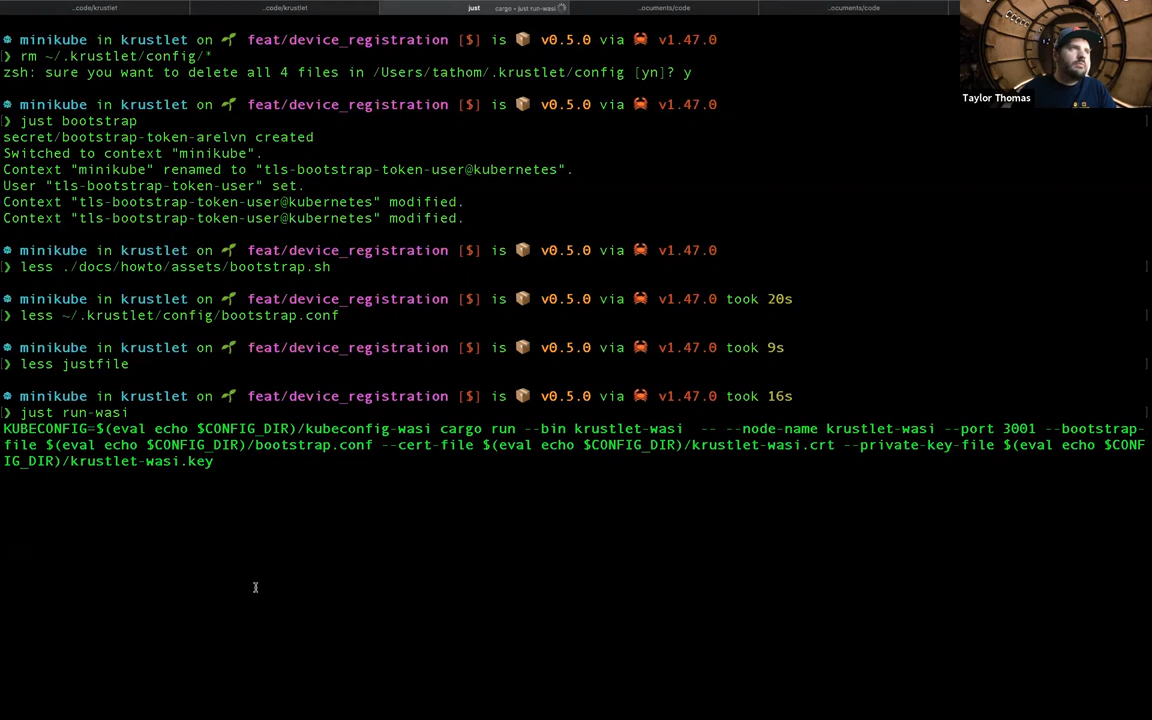 ..code/krustlet
..code/krustlet
just
cargo - just run-wasi
..ocuments/code
..ocuments/code
Taylor Thomas
minikube in krustlet on feat/device_registration [$] is v0.5.0 via v1.47.0
❯ rm ~/.krustlet/config/*
zsh: sure you want to delete all 4 files in /Users/tathom/.krustlet/config [yn]? y
minikube in krustlet on feat/device_registration [$] is v0.5.0 via v1.47.0
❯ just bootstrap
secret/bootstrap-token-arelvn created
Switched to context "minikube".
Context "minikube" renamed to "tls-bootstrap-token-user@kubernetes".
User "tls-bootstrap-token-user" set.
Context "tls-bootstrap-token-user@kubernetes" modified.
Context "tls-bootstrap-token-user@kubernetes" modified.
minikube in krustlet on feat/device_registration [$] is v0.5.0 via v1.47.0
❯ less ./docs/howto/assets/bootstrap.sh
minikube in krustlet on feat/device_registration [$] is v0.5.0 via v1.47.0 took 20s
❯ less ~/.krustlet/config/bootstrap.conf
minikube in krustlet on feat/device_registration [$] is v0.5.0 via v1.47.0 took 9s
❯ less justfile
minikube in krustlet on feat/device_registration [$] is v0.5.0 via v1.47.0 took 16s
❯ just run-wasi
KUBECONFIG=$(eval echo $CONFIG_DIR)/kubeconfig-wasi cargo run --bin krustlet-wasi  -- --node-name krustlet-wasi --port 3001 --bootstrap-
file $(eval echo $CONFIG_DIR)/bootstrap.conf --cert-file $(eval echo $CONFIG_DIR)/krustlet-wasi.crt --private-key-file $(eval echo $CONF
IG_DIR)/krustlet-wasi.key